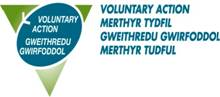 VOLUNTARY
ACTION
GWEITHREDU
GWIRFODDOL
VOLUNTARY ACTION
MERTHYR TYDFIL
GWEITHREDU GWIRFODDOL
MERTHYR TUDFUL